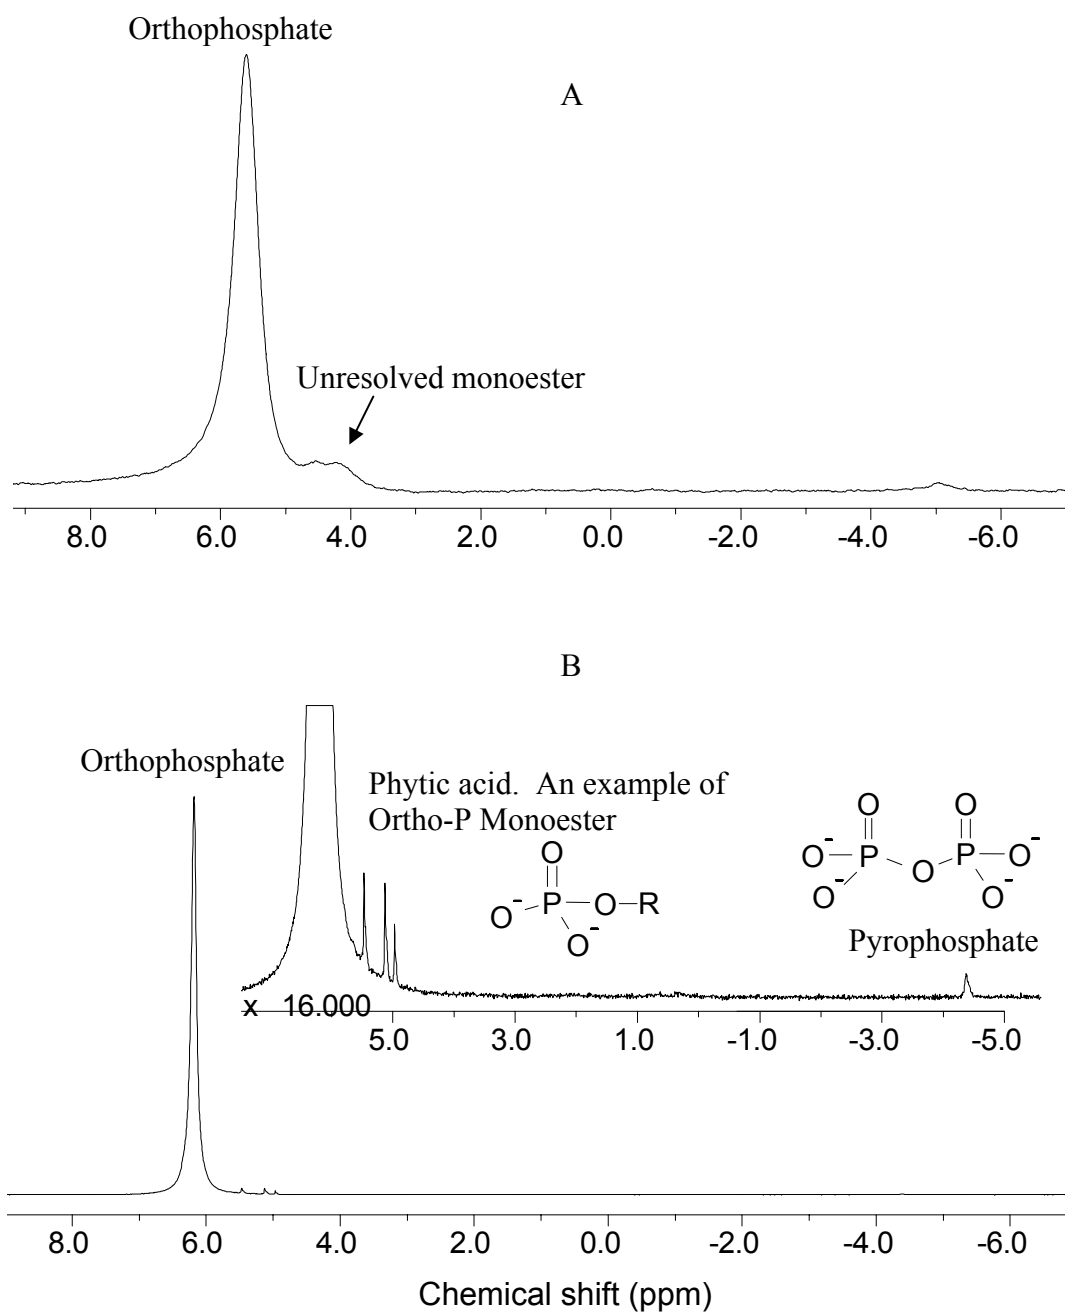 Orthophosphate
A
Unresolved monoester
8.0 6.0 4.0 2.0 0.0 -2.0 -4.0 -6.0
B
Orthophosphate
Phytic acid. An example of
Ortho-P Monoester
O
O- P O R
O-
O O
O- P O P O-
O- O-
Pyrophosphate
x 16.000
5.0 3.0 1.0 -1.0 -3.0 -5.0
8.0 6.0 4.0 2.0 0.0 -2.0 -4.0 -6.0
Chemical shift (ppm)